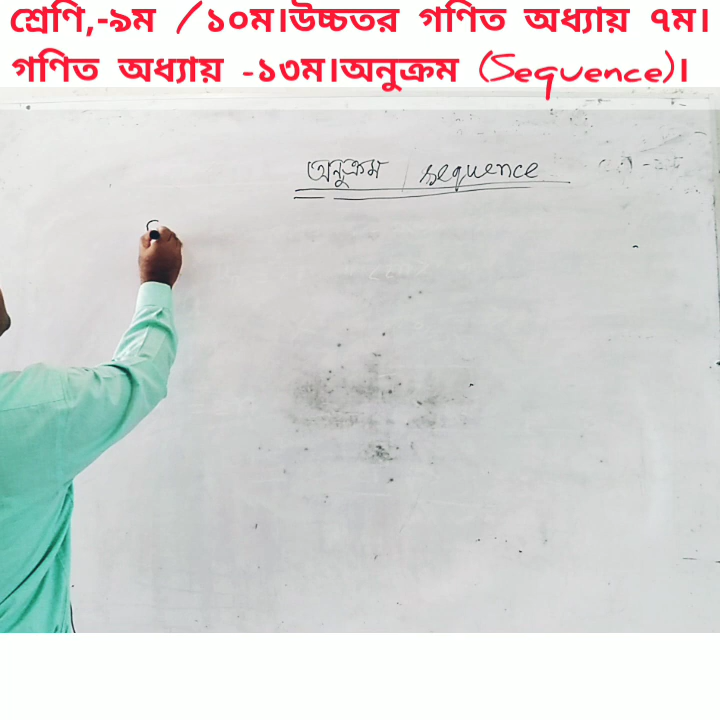 শ্রেণি,-৯ম /১০ম।উচ্চতর গণিত অধ্যায় ৭ম।
গণিত অধ্যায় -১৩ম।অনুক্রম (Sequence)।
অনুক্রম / sequence